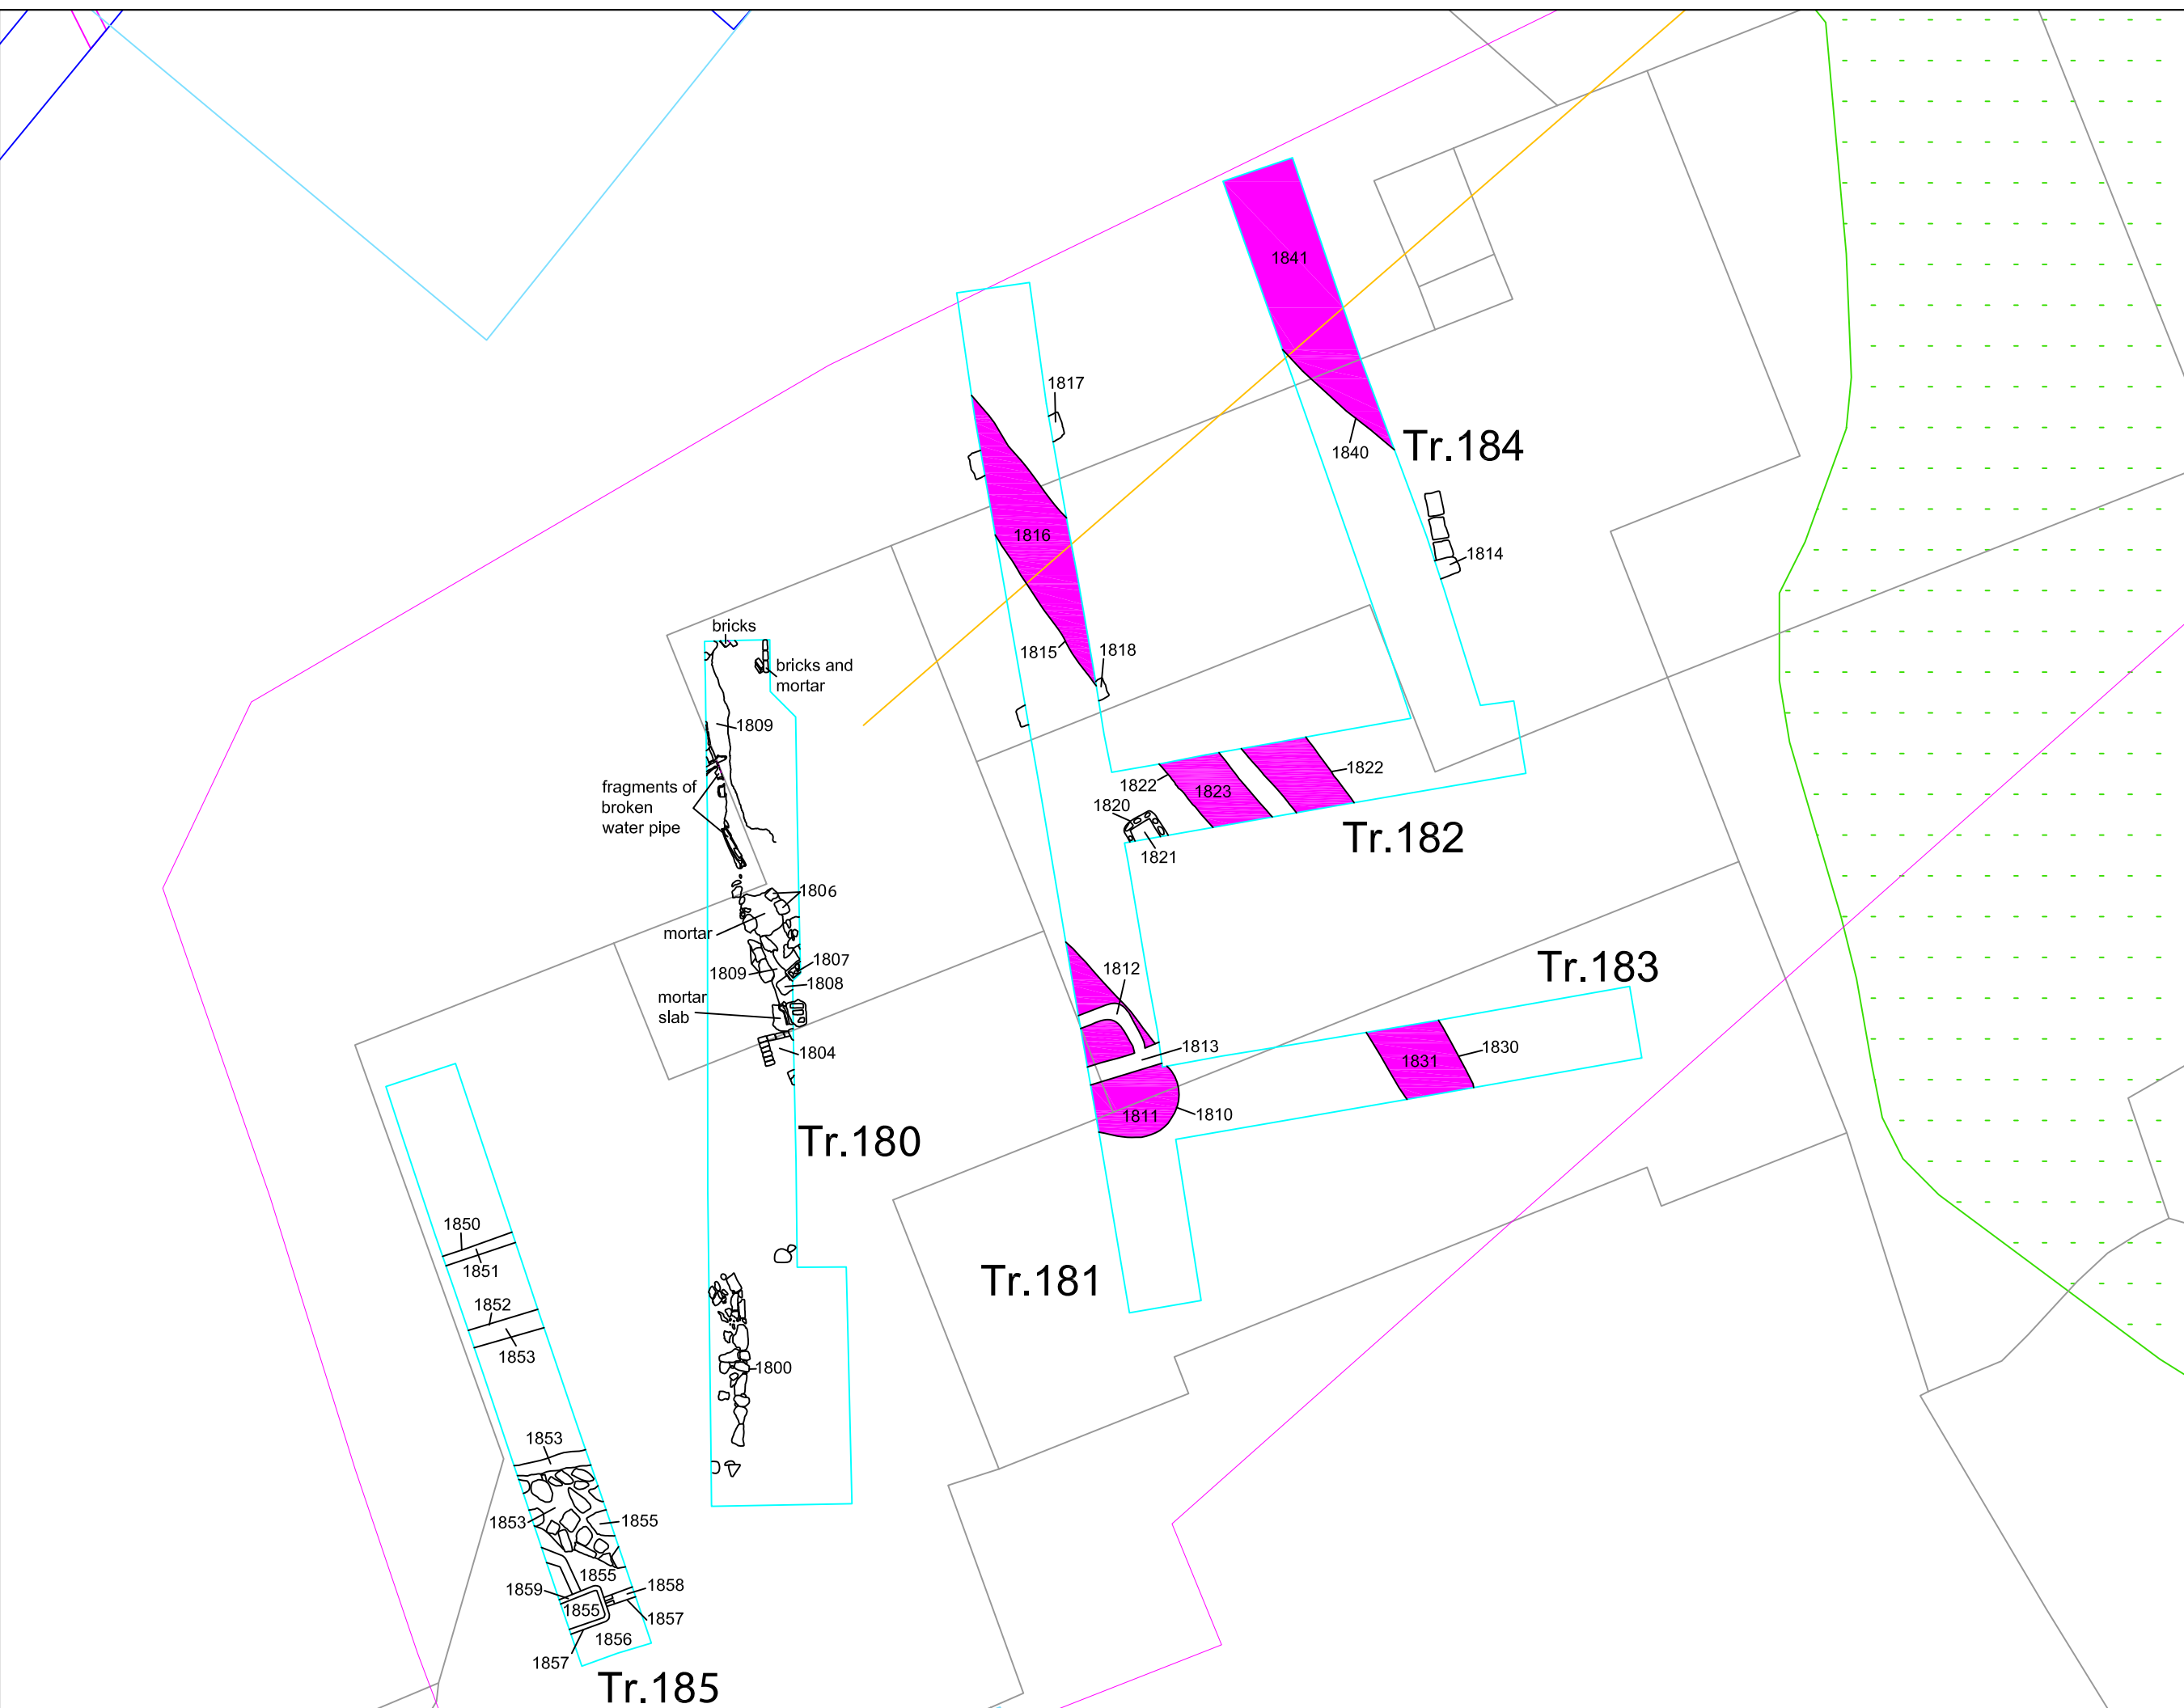 1841
1817
1840
Tr.184
1816
1814
bricks
bricks and
mortar
1815
1818
1809
fragments of
broken
water pipe
1822
1823
1822
1820
1821
Tr.182
1806
mortar
1809
1807
1808
mortar
slab
1804
1812
1813
Tr.183
1831
1830
1811
1810
Tr.180
Tr.181
1850
1851
1852
1853
1800
1853
1853
1855
1855
1859
1858
1855
1857
1856
1857
Tr.185